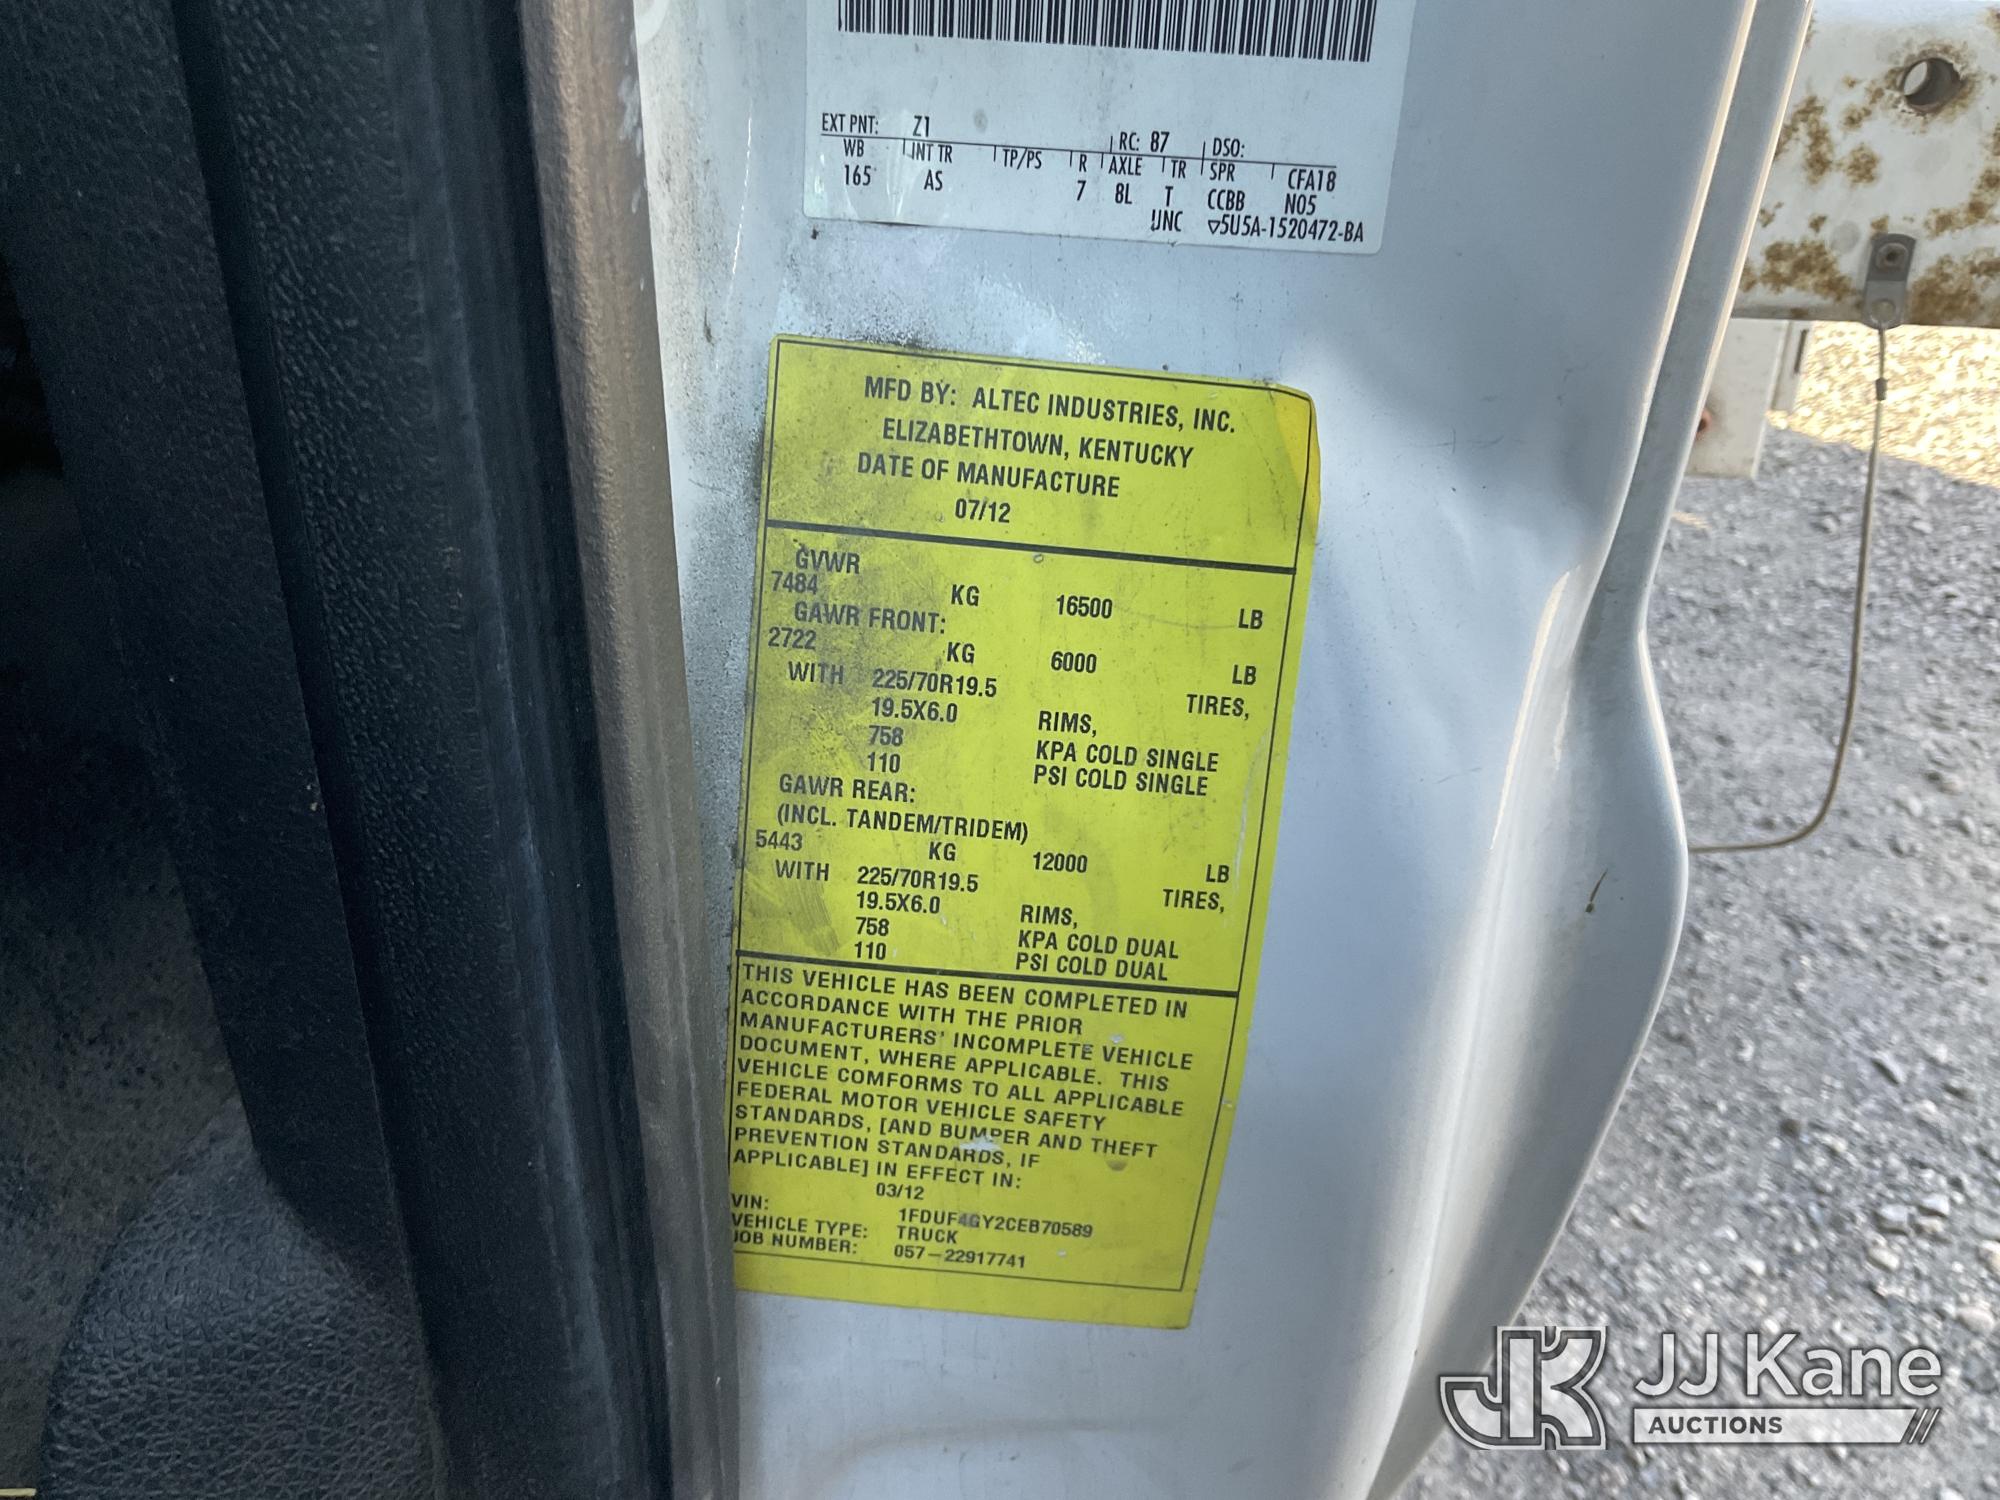 EXT PNT: Z1 RC: 87 DSO:
WB INT TR TP/PS R AXLE TR SPR CFA18
165 AS 7 8L T CCBB N05
UNC ▽5U5A-1520472-BA
MFD BY: ALTEC INDUSTRIES, INC.
ELIZABETHTOWN, KENTUCKY
DATE OF MANUFACTURE
07/12
GVWR
7484 KG 16500 LB
GAWR FRONT:
2722 KG 6000 LB
WITH 225/70R19.5 TIRES,
19.5X6.0 RIMS,
758 KPA COLD SINGLE
110 PSI COLD SINGLE
GAWR REAR:
(INCL. TANDEM/TRIDEM)
5443 KG 12000 LB
WITH 225/70R19.5 TIRES,
19.5X6.0 RIMS,
758 KPA COLD DUAL
110 PSI COLD DUAL
THIS VEHICLE HAS BEEN COMPLETED IN
ACCORDANCE WITH THE PRIOR
MANUFACTURERS' INCOMPLETE VEHICLE
DOCUMENT, WHERE APPLICABLE. THIS
VEHICLE COMFORMS TO ALL APPLICABLE
FEDERAL MOTOR VEHICLE SAFETY
STANDARDS, [AND BUMPER AND THEFT
PREVENTION STANDARDS, IF
APPLICABLE] IN EFFECT IN:
03/12
VIN: 1FDUF4GY2CEB70589
VEHICLE TYPE: TRUCK
JOB NUMBER: 057-22917741
JK JJ Kane
AUCTIONS